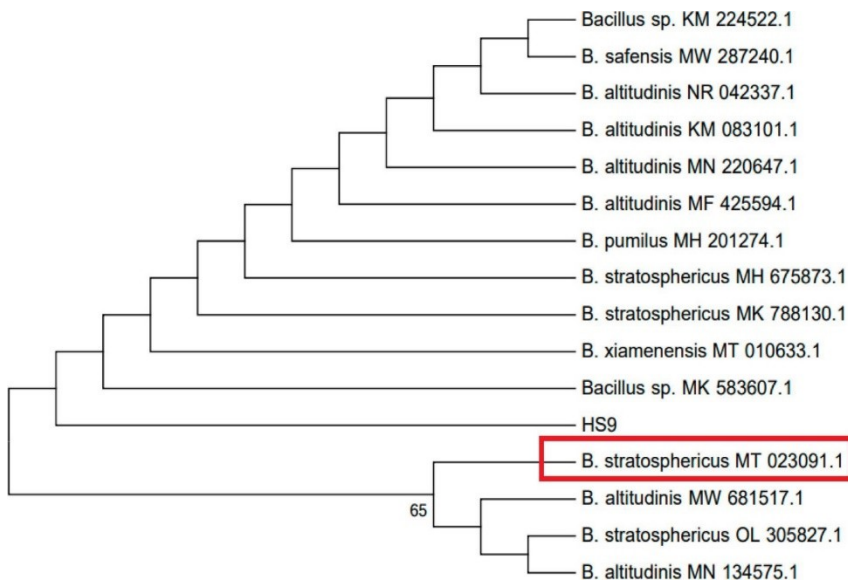 Bacillus sp. KM 224522.1
B. safensis MW 287240.1
B. altitudinis NR 042337.1
B. altitudinis KM 083101.1
B. altitudinis MN 220647.1
B. altitudinis MF 425594.1
B. pumilus MH 201274.1
B. stratosphericus MH 675873.1
B. stratosphericus MK 788130.1
B. xiamenensis MT 010633.1
Bacillus sp. MK 583607.1
HS9
B. stratosphericus MT 023091.1
B. altitudinis MW 681517.1
65
B. stratosphericus OL 305827.1
B. altitudinis MN 134575.1